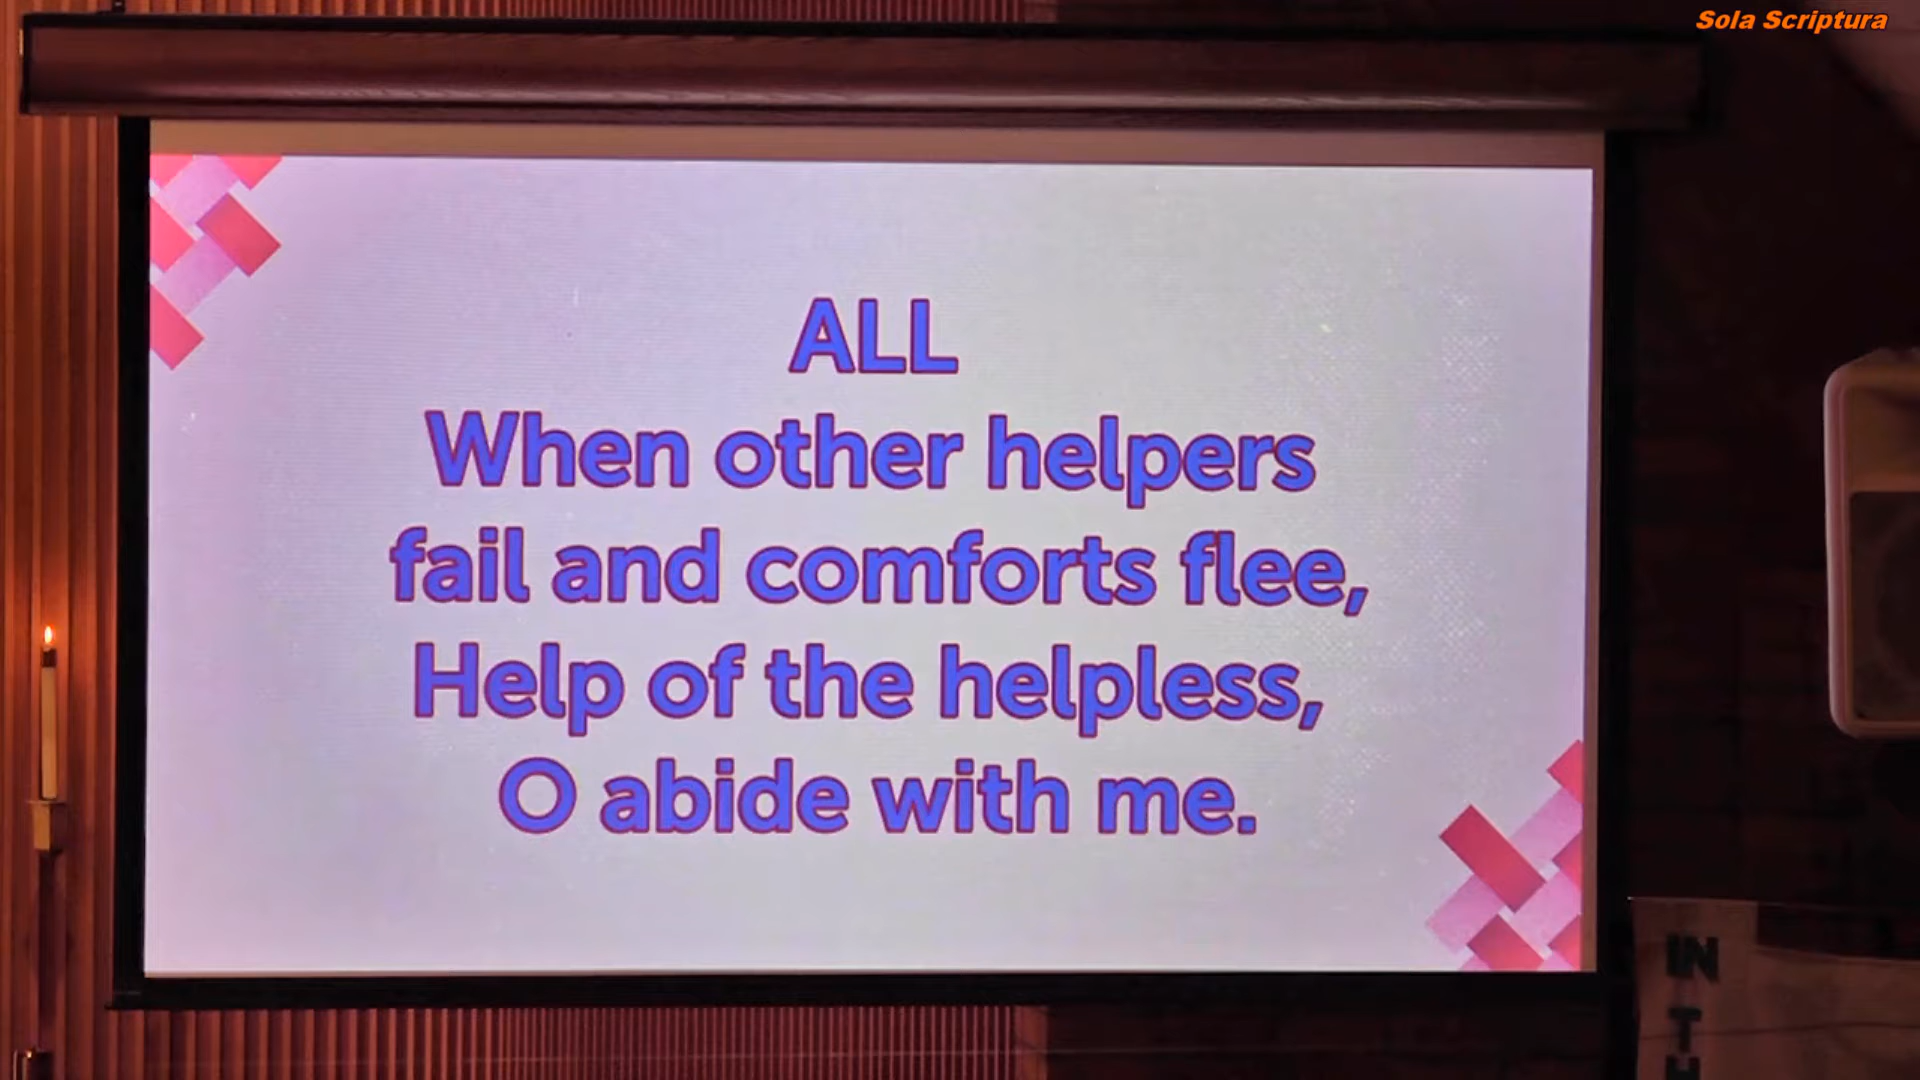 Sola Scriptura
ALL
When other helpers
fail and comforts flee,
Help of the helpless,
O abide with me.
IN